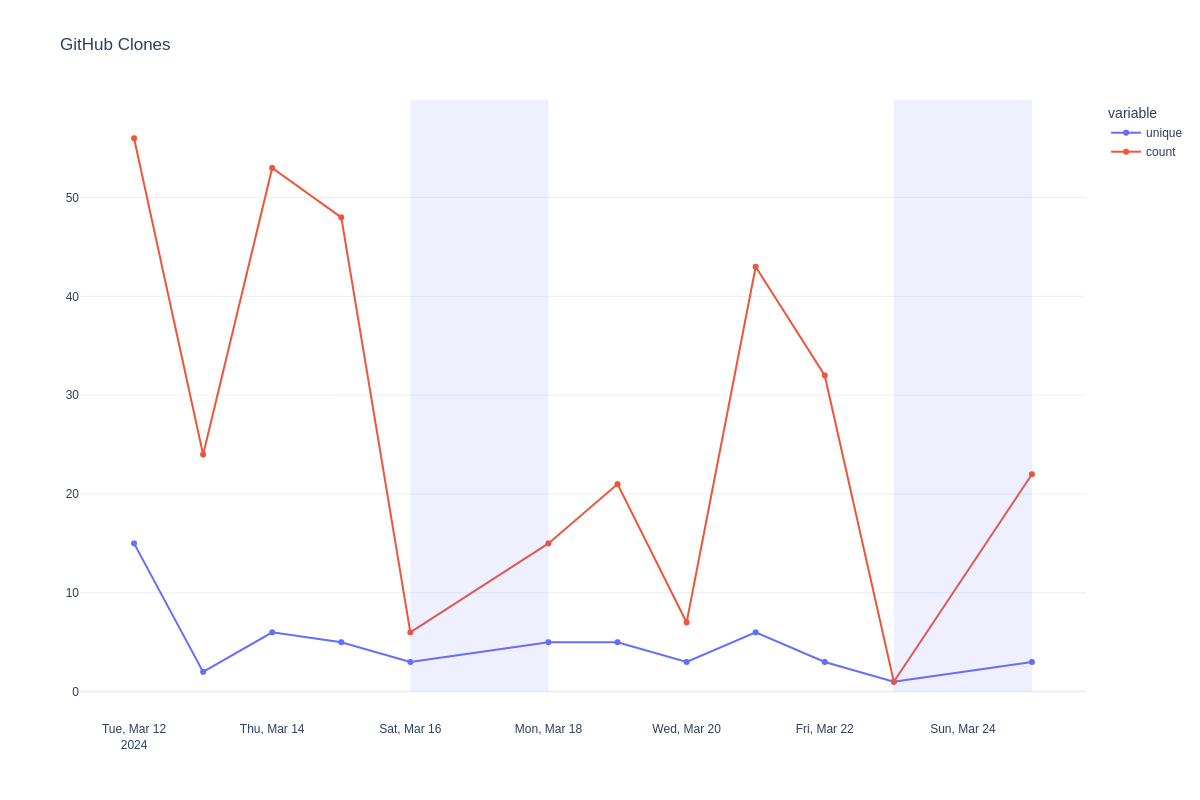 GitHub Clones
variable
unique
count
50
40
30
20
10
0
Tue, Mar 12
2024
Thu, Mar 14
Sat, Mar 16
Mon, Mar 18
Wed, Mar 20
Fri, Mar 22
Sun, Mar 24